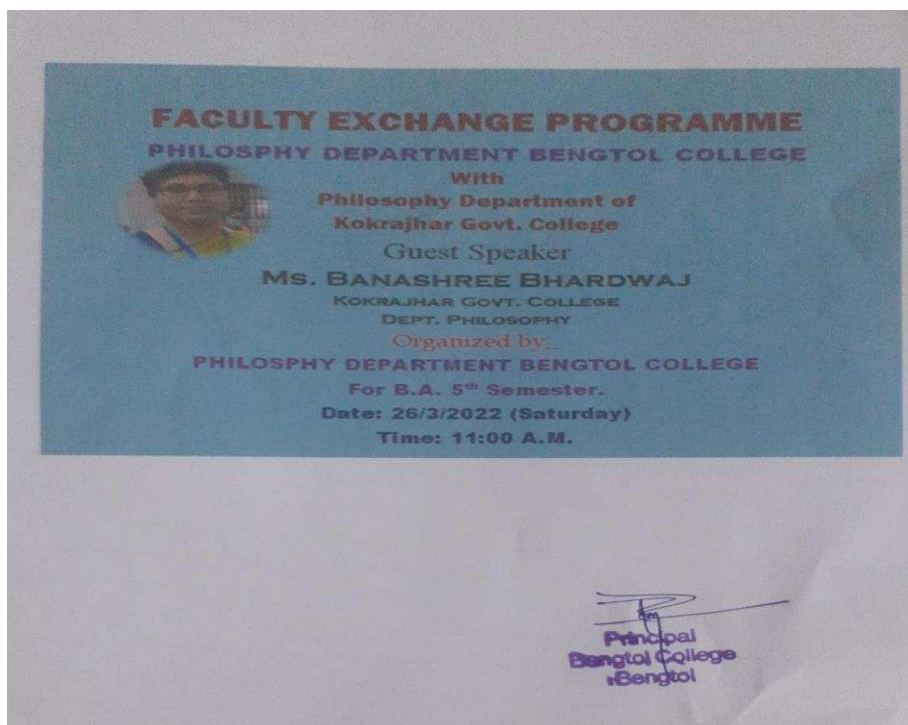 FACULTY EXCHANGE PROGRAMME
PHILOSPHY DEPARTMENT BENGTOL COLLEGE
With
Philosophy Department of
Kokrajhar Govt. College
Guest Speaker
MS. BANASHREE BHARDWAJ
KOKRAJHAR GOVT. COLLEGE
DEPT. PHILOSOPHY
Organized by..
PHILOSPHY DEPARTMENT BENGTOL COLLEGE
For B.A. 5th Semester.
Date: 26/3/2022 (Saturday)
Time: 11:00 A.M.
Principal
Bengtol College
Bengtol